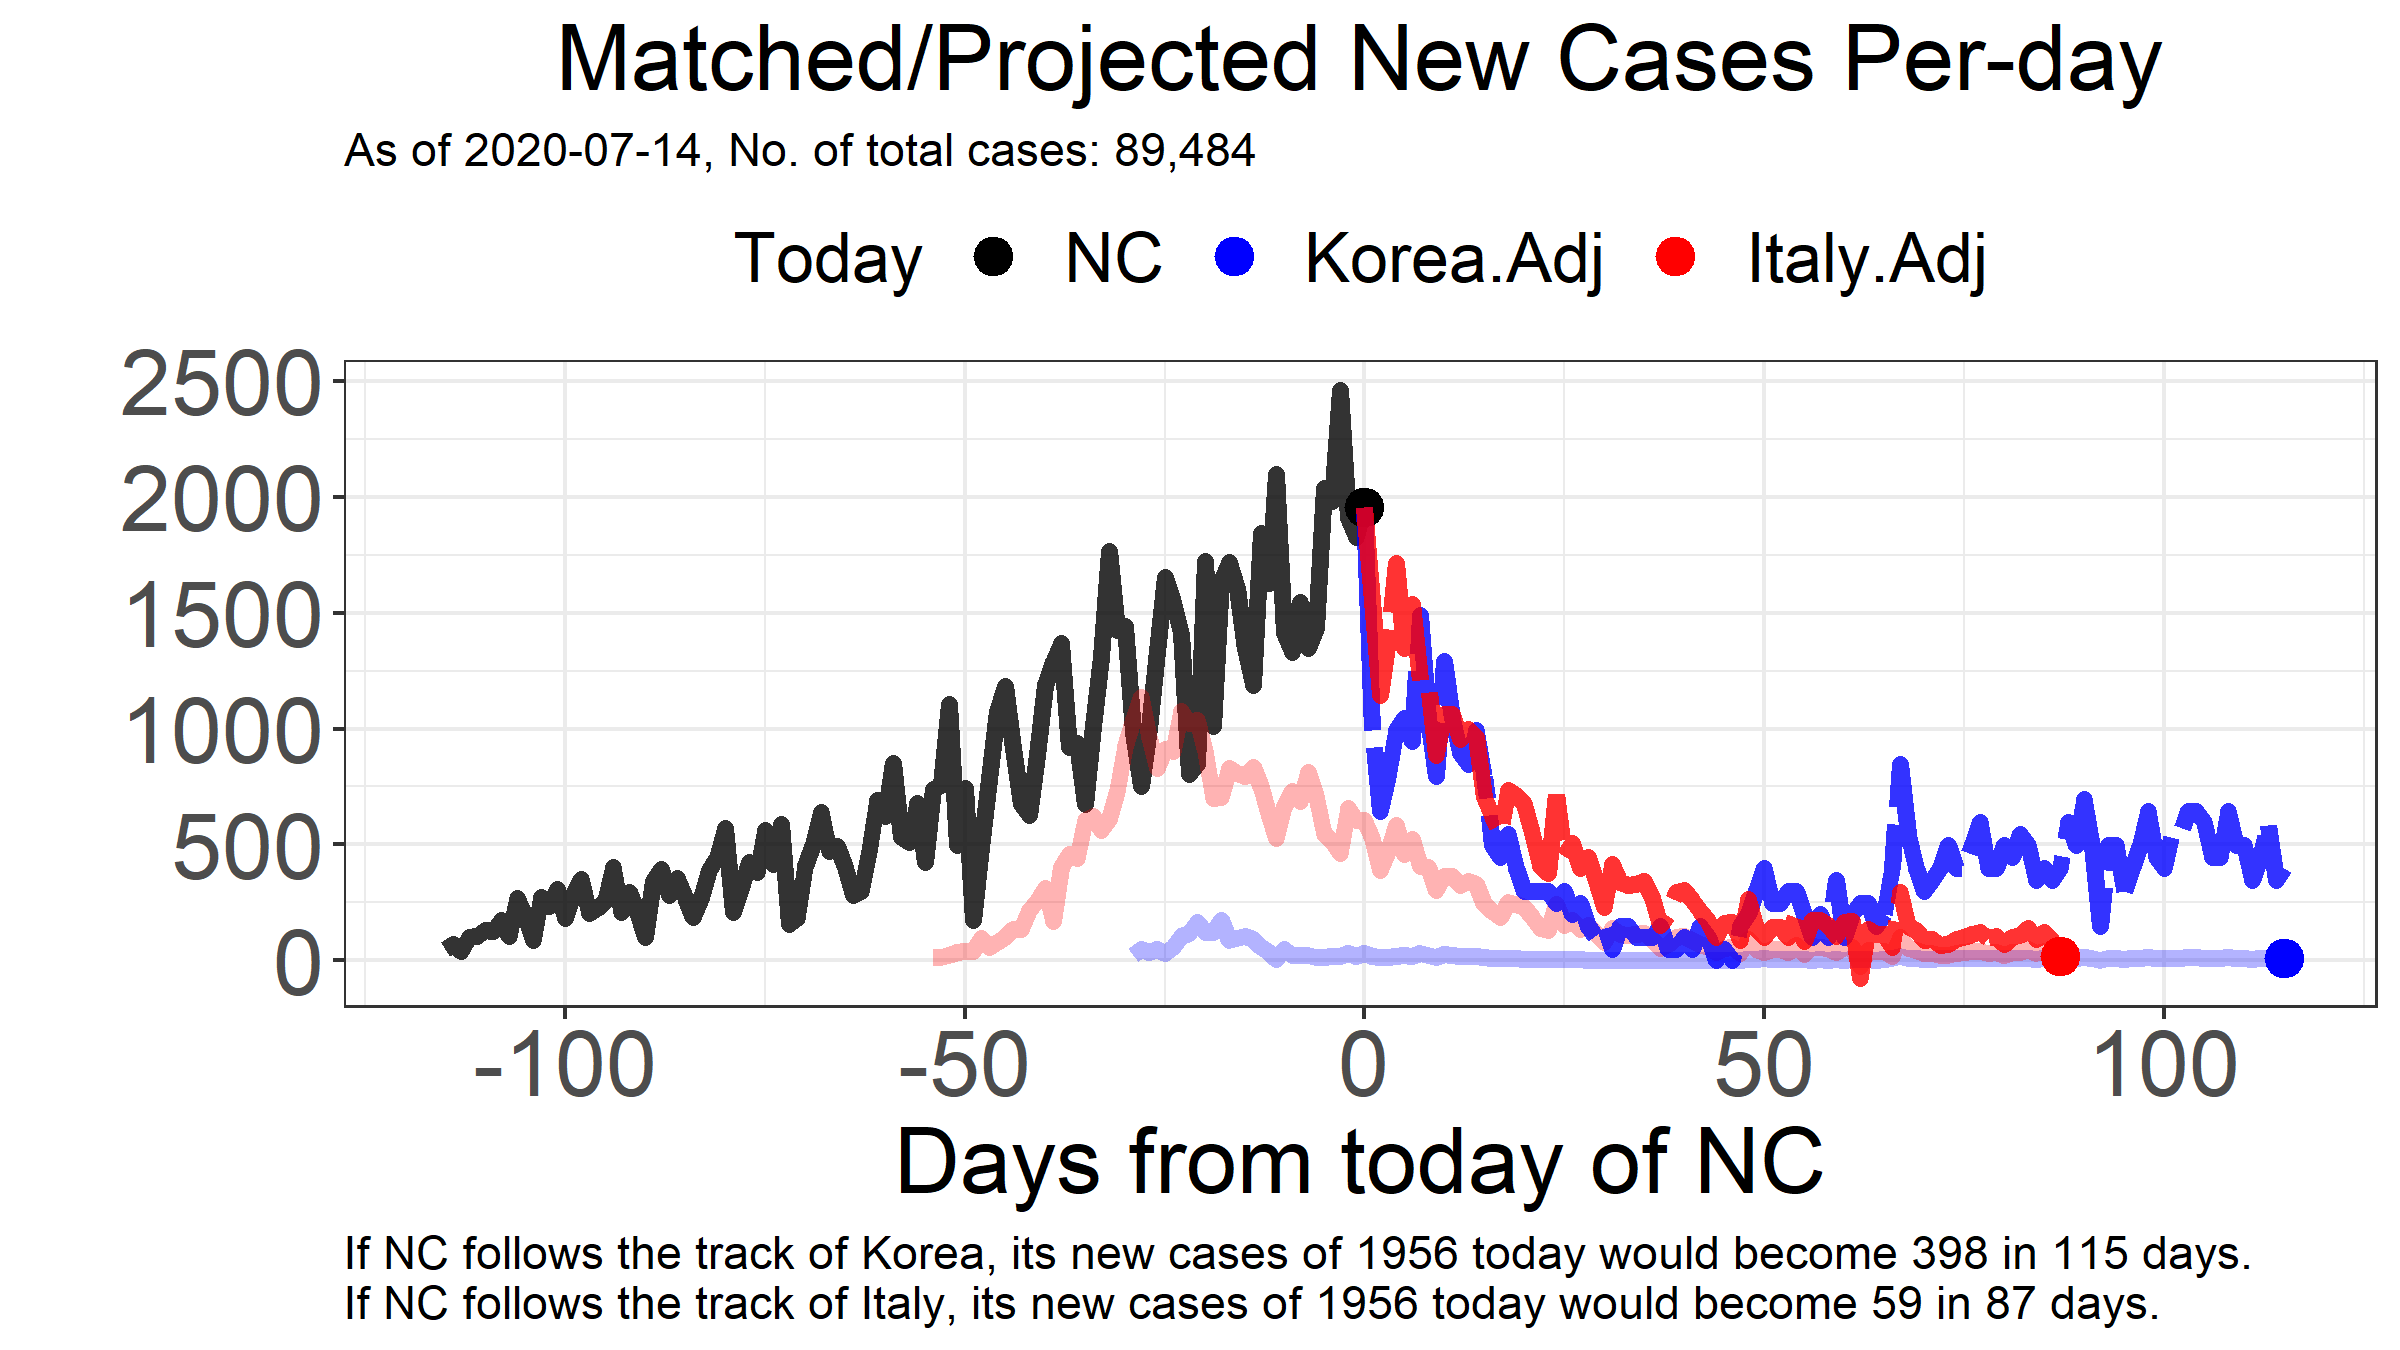 Matched/Projected New Cases Per-day
As of 2020-07-14, No. of total cases: 89,484
Today NC Korea.Adj Italy.Adj
2500
2000
1500
1000
500
0
-100 -50 0 50 100
Days from today of NC
If NC follows the track of Korea, its new cases of 1956 today would become 398 in 115 days.
If NC follows the track of Italy, its new cases of 1956 today would become 59 in 87 days.